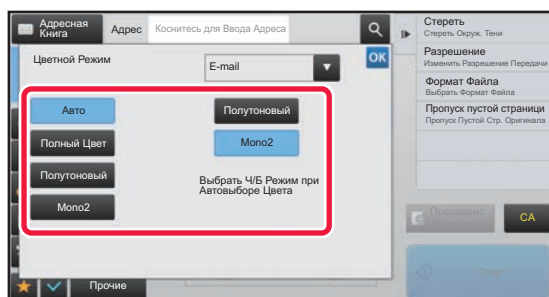 Адресная
Книга
Адрес
Коснитесь для Ввода Адреса
Цветной Режим
E-mail
OK
Авто
Полный Цвет
Полутоновый
Mono2
Полутоновый
Mono2
Выбрать Ч/Б Режим при
Автовыборе Цвета
Стереть
Стереть Окруж. Тени
Разрешение
Изменить Разрешение Передачи
Формат Файла
Выбрать Формат Файла
Пропуск пустой страници
Пропуск Пустой Стр. Оригинала
CA
Прочие